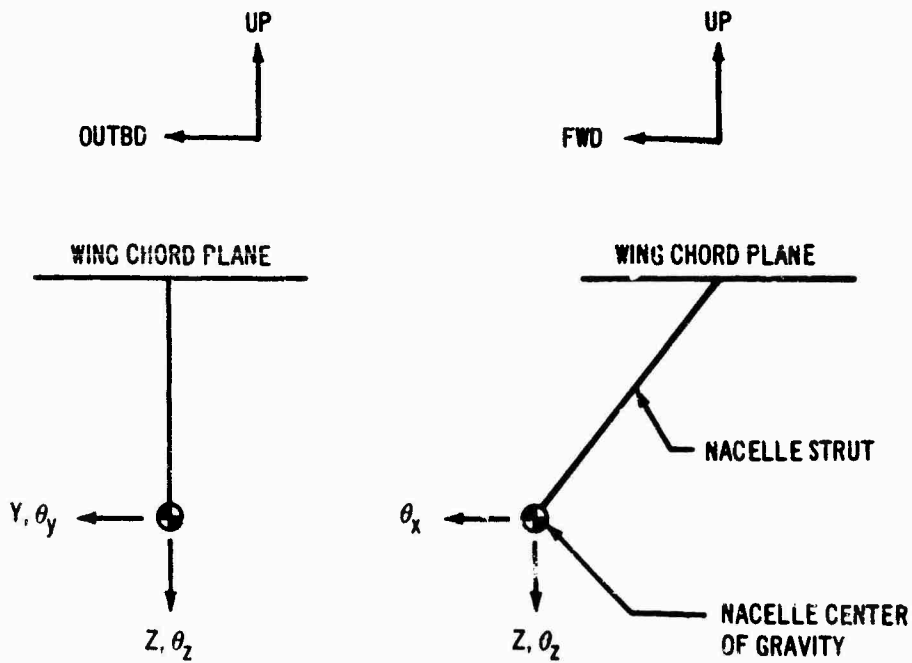 UP
UP
OUTBD
FWD
WING CHORD PLANE
WING CHORD PLANE
NACELLE STRUT
Y, θy
θx
Z, θz
Z, θz
NACELLE CENTER
OF GRAVITY